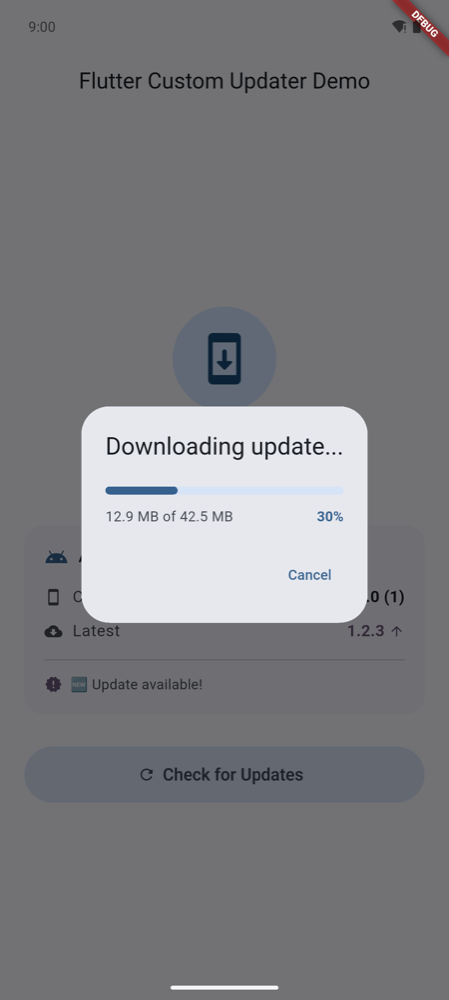 9:00
DEBUG
Flutter Custom Updater Demo
Downloading update...
12.9 MB of 42.5 MB 30%
Cancel
.0 (1)
Latest 1.2.3 ↑
🆕 Update available!
Check for Updates